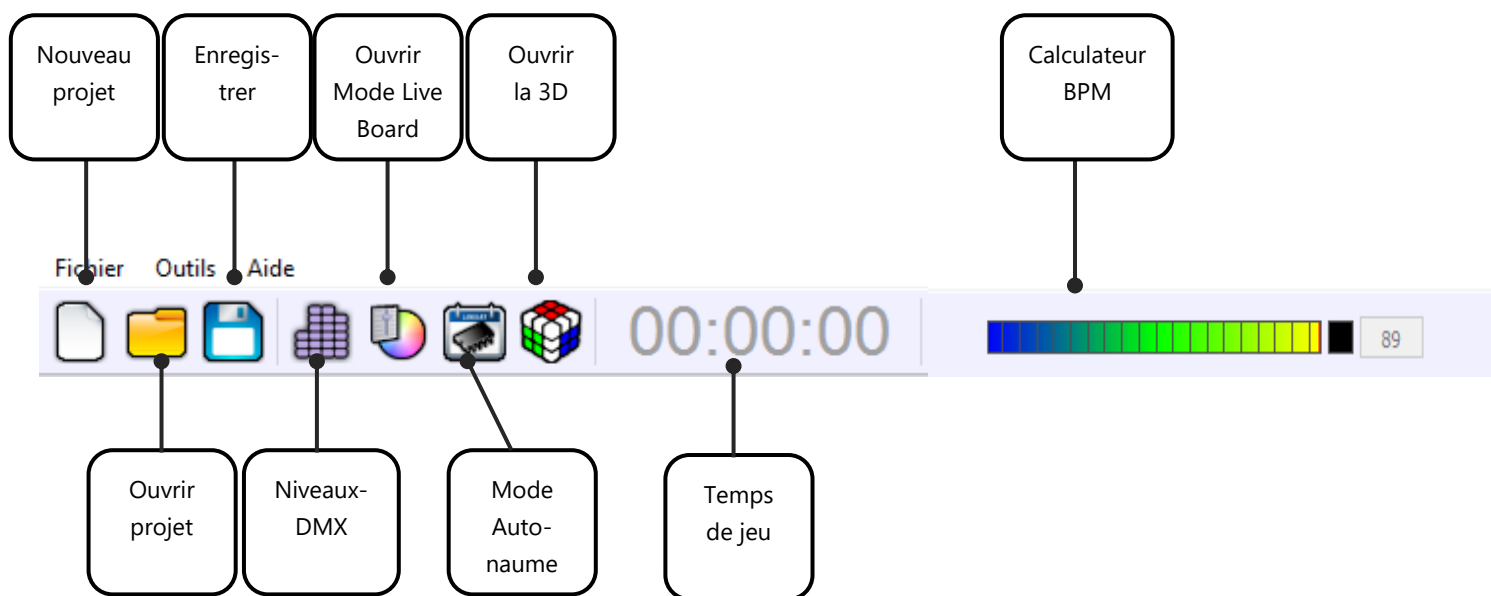 Nouveau
projet
Enregis-
trer
Ouvrir
Mode Live
Board
Ouvrir
la 3D
Calculateur
BPM
Fichier Outils Aide
00:00:00
89
Ouvrir
projet
Niveaux-
DMX
Mode
Auto-
naume
Temps
de jeu